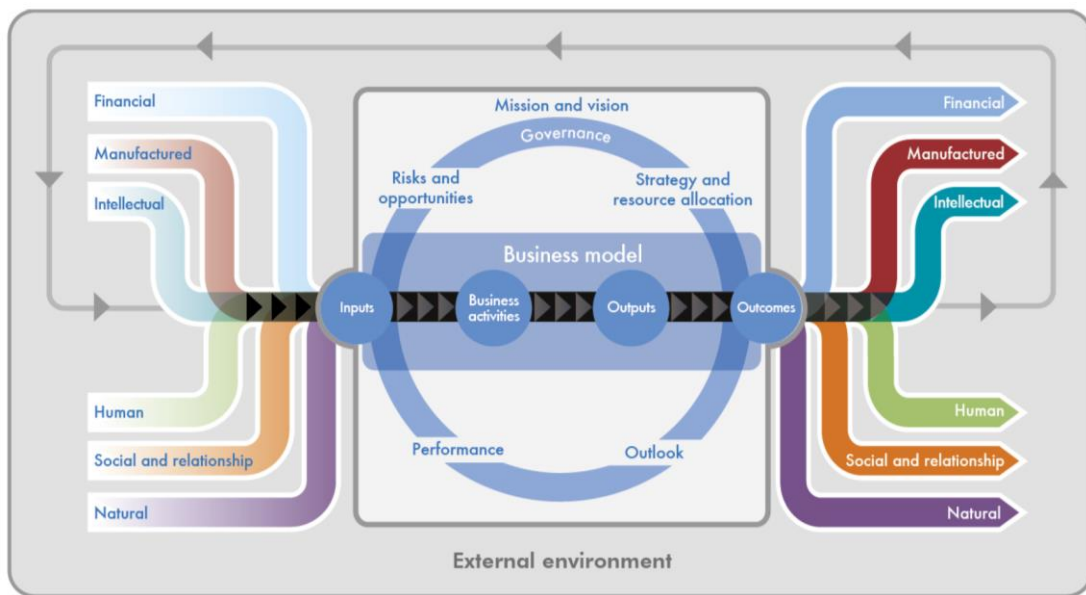 Financial
Manufactured
Intellectual
Human
Social and relationship
Natural
Mission and vision
Governance
Risks and
opportunities
Strategy and
resource allocation
Business model
Inputs
Business
activities
Outputs
Outcomes
Performance
Outlook
Financial
Manufactured
Intellectual
Human
Social and relationship
Natural
External environment